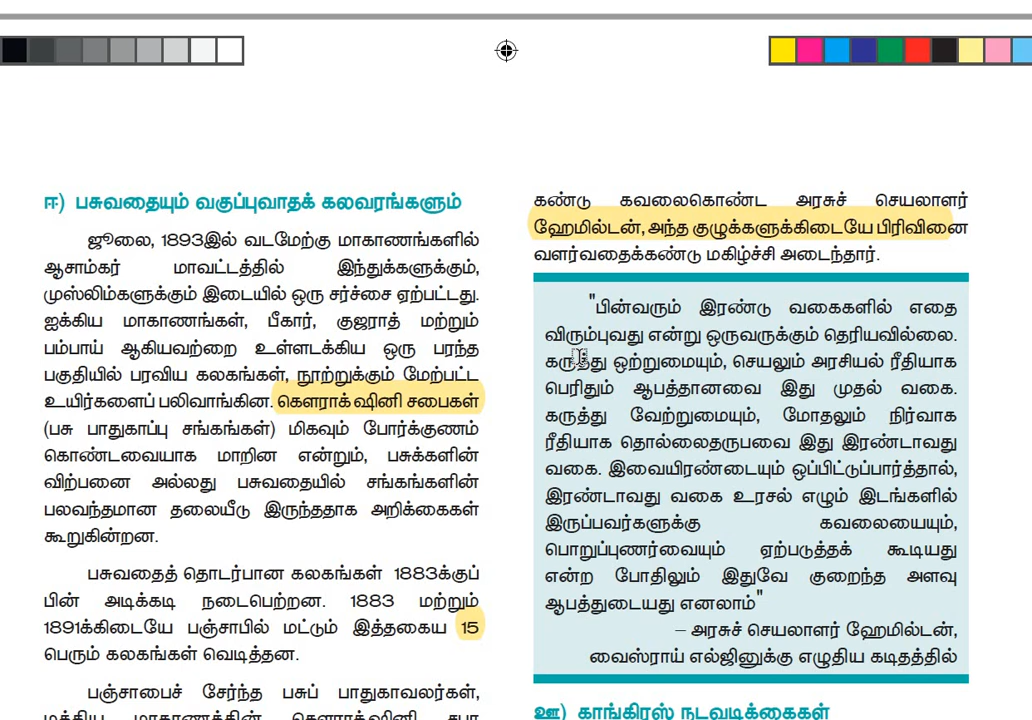 ஈ) பசுவதையும் வகுப்புவாதக் கலவரங்களும்
ஜூலை, 1893இல் வடமேற்கு மாகாணங்களில்
ஆசாம்கர் மாவட்டத்தில் இந்துக்களுக்கும்,
முஸ்லிம்களுக்கும் இடையில் ஒரு சர்ச்சை ஏற்பட்டது.
ஐக்கிய மாகாணங்கள், பீகார், குஜராத் மற்றும்
பம்பாய் ஆகியவற்றை உள்ளடக்கிய ஒரு பரந்த
பகுதியில் பரவிய கலகங்கள், நூற்றுக்கும் மேற்பட்ட
உயிர்களைப் பலிவாங்கின. கௌராக் ஷினி சபைகள்
(பசு பாதுகாப்பு சங்கங்கள்) மிகவும் போர்க்குணம்
கொண்டவையாக மாறின என்றும், பசுக்களின்
விற்பனை அல்லது பசுவதையில் சங்கங்களின்
பலவந்தமான தலையீடு இருந்ததாக அறிக்கைகள்
கூறுகின்றன.
பசுவதைத் தொடர்பான கலகங்கள் 1883க்குப்
பின் அடிக்கடி நடைபெற்றன. 1883 மற்றும்
1891க்கிடையே பஞ்சாபில் மட்டும் இத்தகைய 15
பெரும் கலகங்கள் வெடித்தன.
பஞ்சாபைச் சேர்ந்த பசுப் பாதுகாவலர்கள்,
மத்திய மாகாணத்தின் கௌராக்ஷினி சபா
கண்டு கவலைகொண்ட அரசுச் செயலாளர்
ஹேமில்டன், அந்த குழுக்களுக்கிடையே பிரிவினை
வளர்வதைக்கண்டு மகிழ்ச்சி அடைந்தார்.
"பின்வரும் இரண்டு வகைகளில் எதை
விரும்புவது என்று ஒருவருக்கும் தெரியவில்லை.
கருத்து ஒற்றுமையும், செயலும் அரசியல் ரீதியாக
பெரிதும் ஆபத்தானவை இது முதல் வகை.
கருத்து வேற்றுமையும், மோதலும் நிர்வாக
ரீதியாக தொல்லைதருபவை இது இரண்டாவது
வகை. இவையிரண்டையும் ஒப்பிட்டுப்பார்த்தால்,
இரண்டாவது வகை உரசல் எழும் இடங்களில்
இருப்பவர்களுக்கு கவலையையும்,
பொறுப்புணர்வையும் ஏற்படுத்தக் கூடியது
என்ற போதிலும் இதுவே குறைந்த அளவு
ஆபத்துடையது எனலாம்"
– அரசுச் செயலாளர் ஹேமில்டன்,
வைஸ்ராய் எல்ஜினுக்கு எழுதிய கடிதத்தில்
ஊ) காங்கிரஸ் நடவடிக்கைகள்